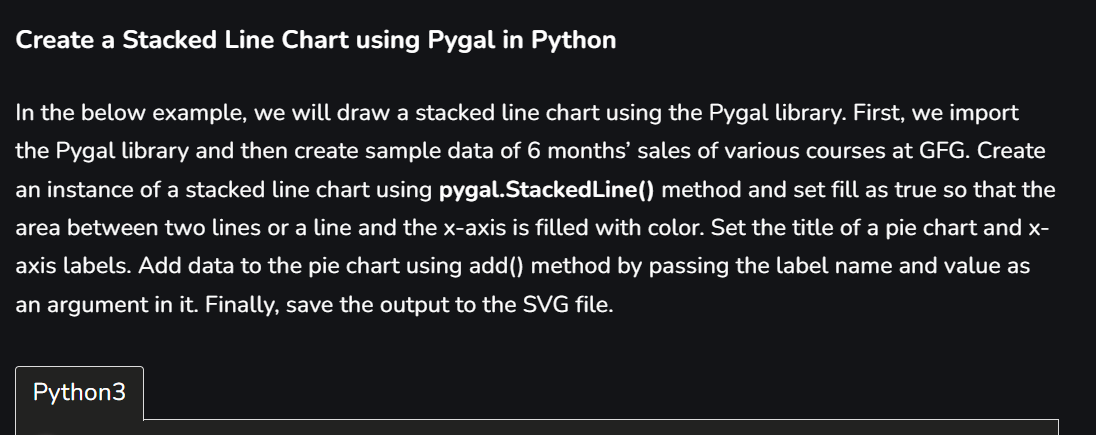 Create a Stacked Line Chart using Pygal in Python
In the below example, we will draw a stacked line chart using the Pygal library. First, we import
the Pygal library and then create sample data of 6 months’ sales of various courses at GFG. Create
an instance of a stacked line chart using pygal.StackedLine() method and set fill as true so that the
area between two lines or a line and the x-axis is filled with color. Set the title of a pie chart and x-
axis labels. Add data to the pie chart using add() method by passing the label name and value as
an argument in it. Finally, save the output to the SVG file.
Python3